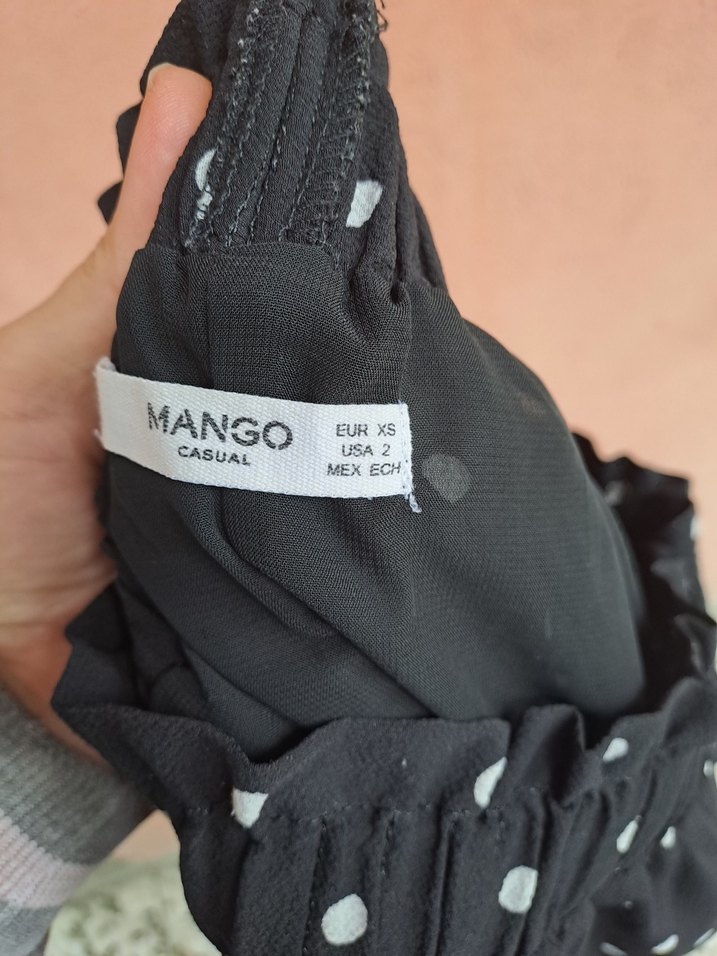 MANGO
CASUAL
EUR XS
USA 2
MEX ECH